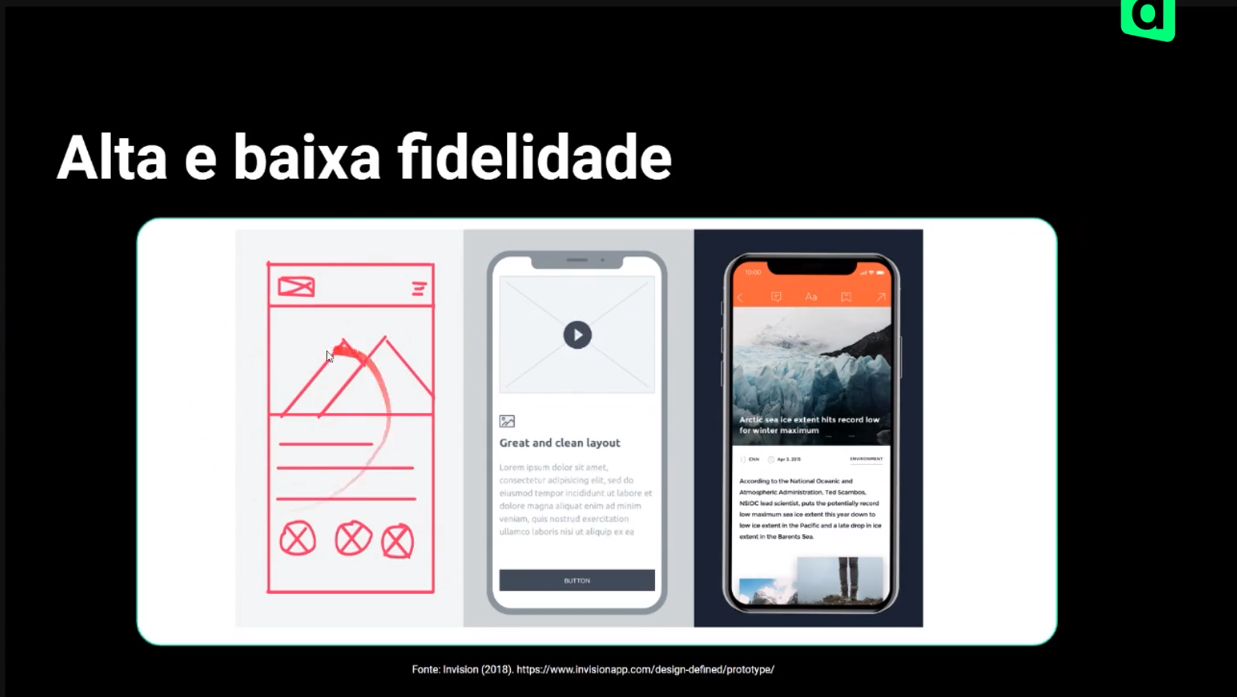 a
Alta e baixa fidelidade
Great and clean layout
Lorem ipsum dolor sit amet,
consectetur adipisicing elit, sed do
eiusmod tempor incididunt ut labore et
dolore magna aliquat enim ad minim
veniam, quis nostrud exercitation
ullamco laboris nisi ut aliquip ex ea
BUTTON
10:00
Aa
Arctic sea ice extent hits record low
for winter maximum
Apr 3, 2015
ENVIRONMENT
According to the National Oceanic and
Atmospheric Administration, Ted Scambos,
NSIDC lead scientist, puts the potentially record
low maximum sea ice extent this year down to
low ice extent in the Pacific and a late drop in ice
extent in the Barents Sea.
Fonte: Invision (2018). https://www.invisionapp.com/design-defined/prototype/